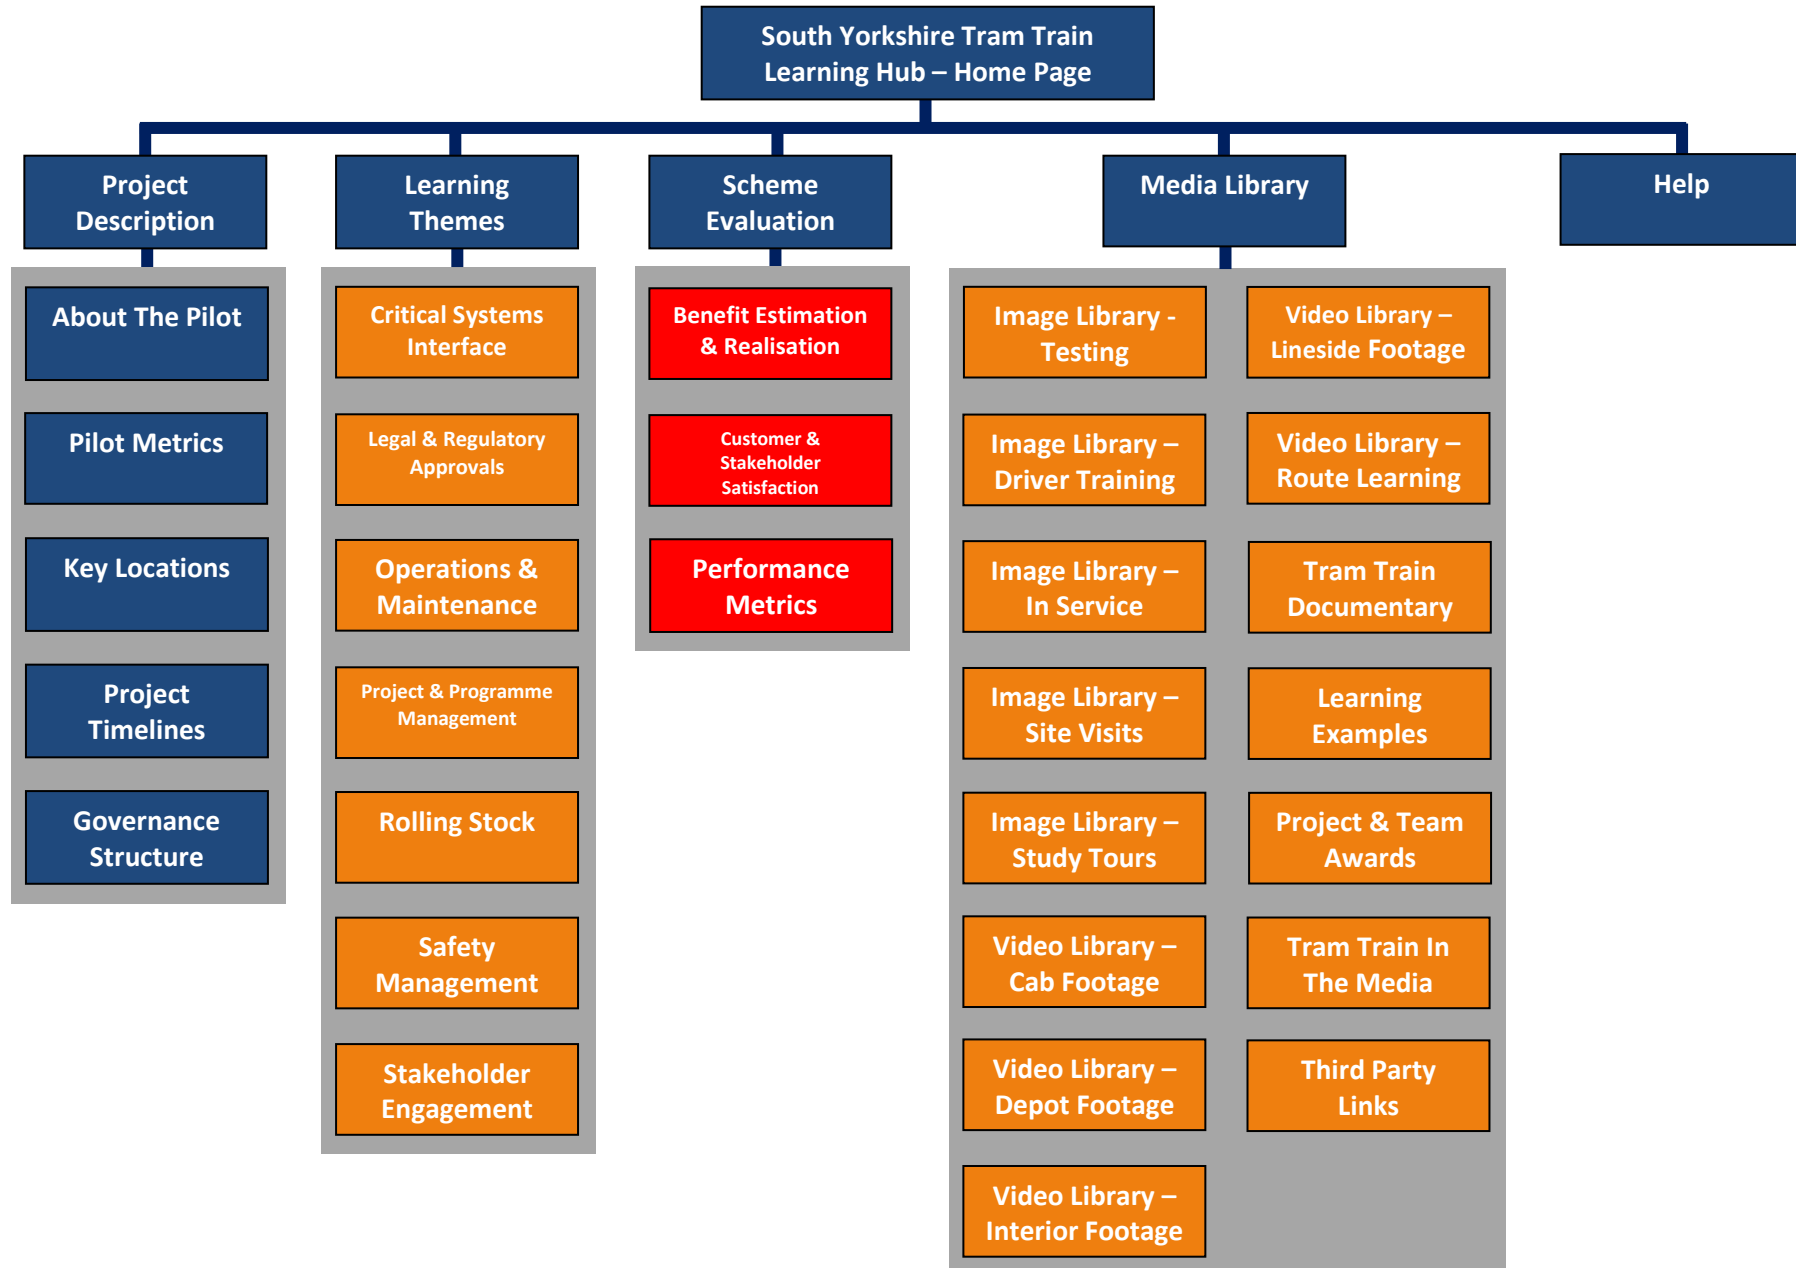 South Yorkshire Tram Train
Learning Hub – Home Page
Project
Description
Learning
Themes
Scheme
Evaluation
Media Library
Help
About The Pilot
Pilot Metrics
Key Locations
Project
Timelines
Governance
Structure
Critical Systems
Interface
Legal & Regulatory
Approvals
Operations &
Maintenance
Project & Programme
Management
Rolling Stock
Safety
Management
Stakeholder
Engagement
Benefit Estimation
& Realisation
Customer &
Stakeholder
Satisfaction
Performance
Metrics
Image Library -
Testing
Image Library –
Driver Training
Image Library –
In Service
Image Library –
Site Visits
Image Library –
Study Tours
Video Library –
Cab Footage
Video Library –
Depot Footage
Video Library –
Interior Footage
Video Library –
Lineside Footage
Video Library –
Route Learning
Tram Train
Documentary
Learning
Examples
Project & Team
Awards
Tram Train In
The Media
Third Party
Links